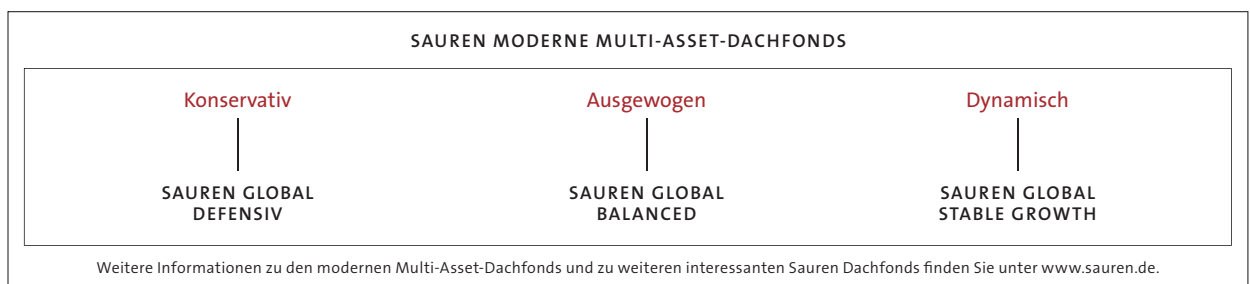 SAUREN MODERNE MULTI-ASSET-DACHFONDS
Konservativ
Ausgewogen
Dynamisch
SAUREN GLOBAL
DEFENSIV
SAUREN GLOBAL
BALANCED
SAUREN GLOBAL
STABLE GROWTH
Weitere Informationen zu den modernen Multi-Asset-Dachfonds und zu weiteren interessanten Sauren Dachfonds finden Sie unter www.sauren.de.